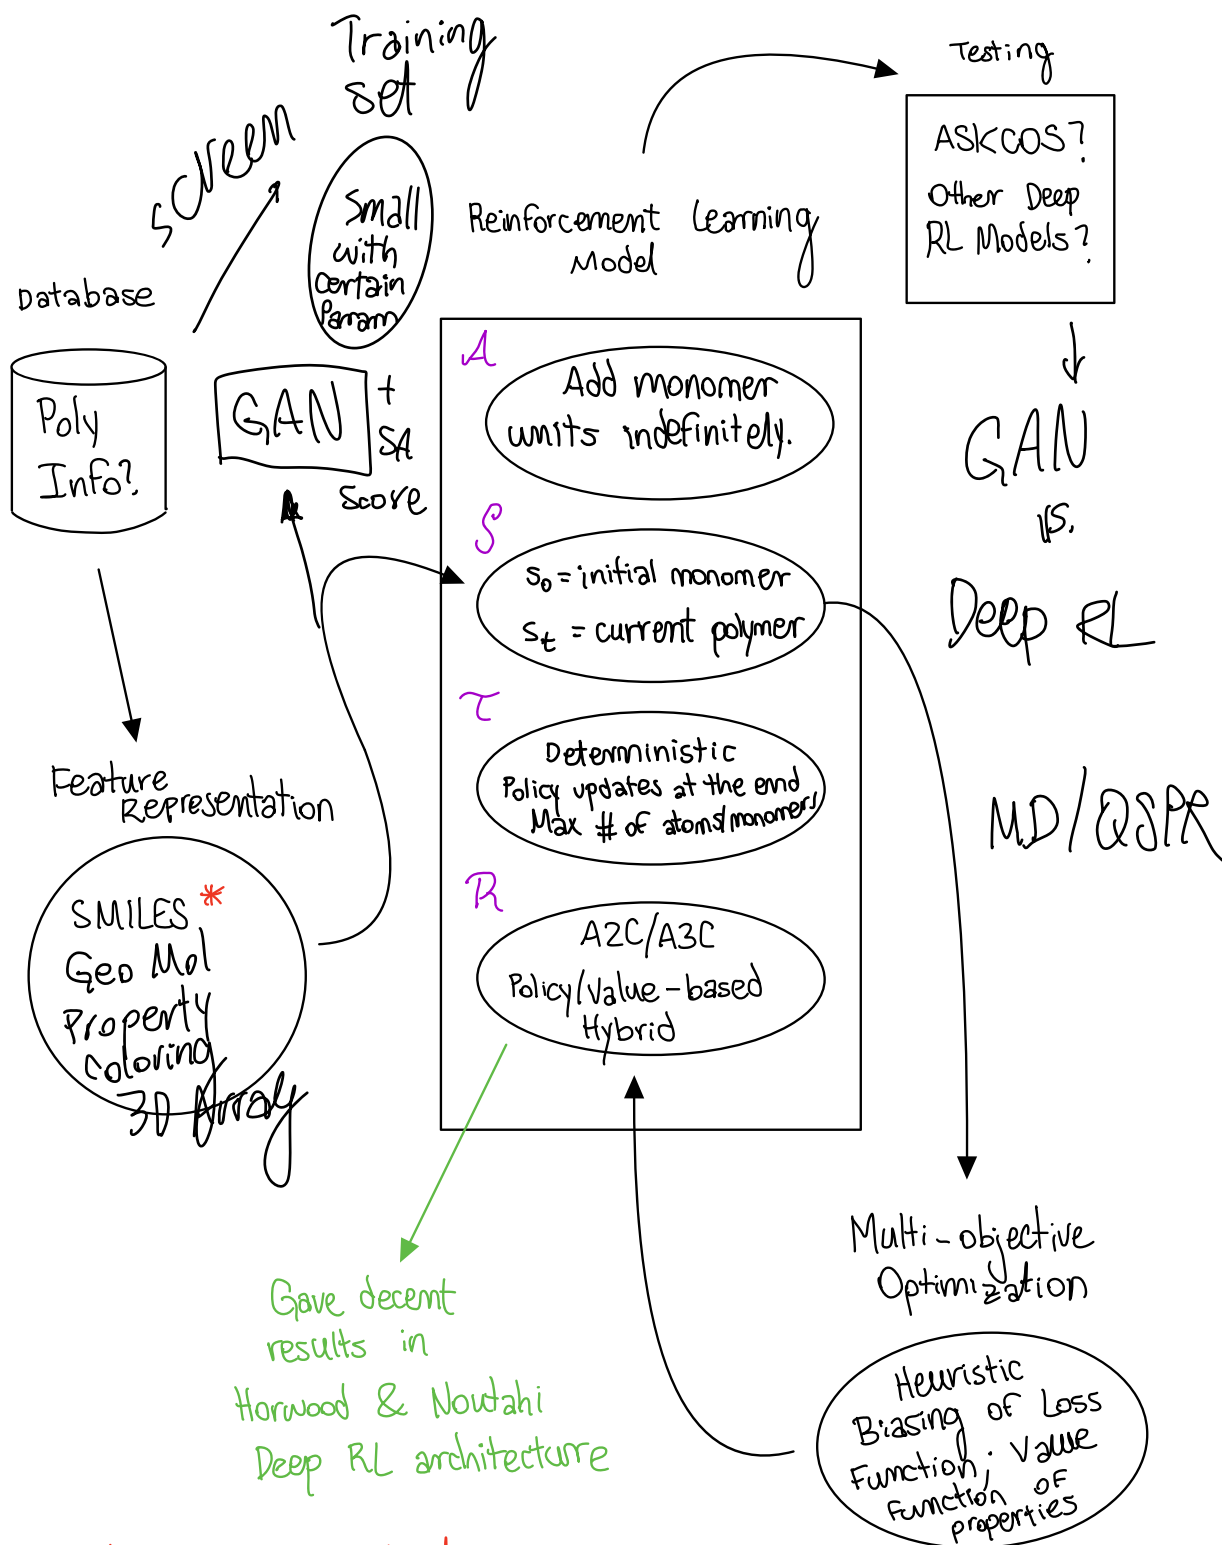 Training
set
screen
Small
with
Certain
Param
Database
Poly
Info?
GAN
+
SA
Score
Feature
Representation
SMILES *
Geo Mol
Property
Coloring
3D Array
Reinforcement Learning
Model
A
Add monomer
units indefinitely.
S
s₀ = initial monomer
sₜ = current polymer
T
Deterministic
Policy updates at the end
Max # of atoms/monomers
R
A2C/A3C
Policy/Value-based
Hybrid
Gave decent
results in
Horwood & Noutahi
Deep RL architecture
Testing
ASKCOS?
Other Deep
RL Models?
GAN
vs.
Deep RL
MD/QSPR
Multi-objective
Optimization
Heuristic
Biasing of Loss
Function; Value
Function of
properties